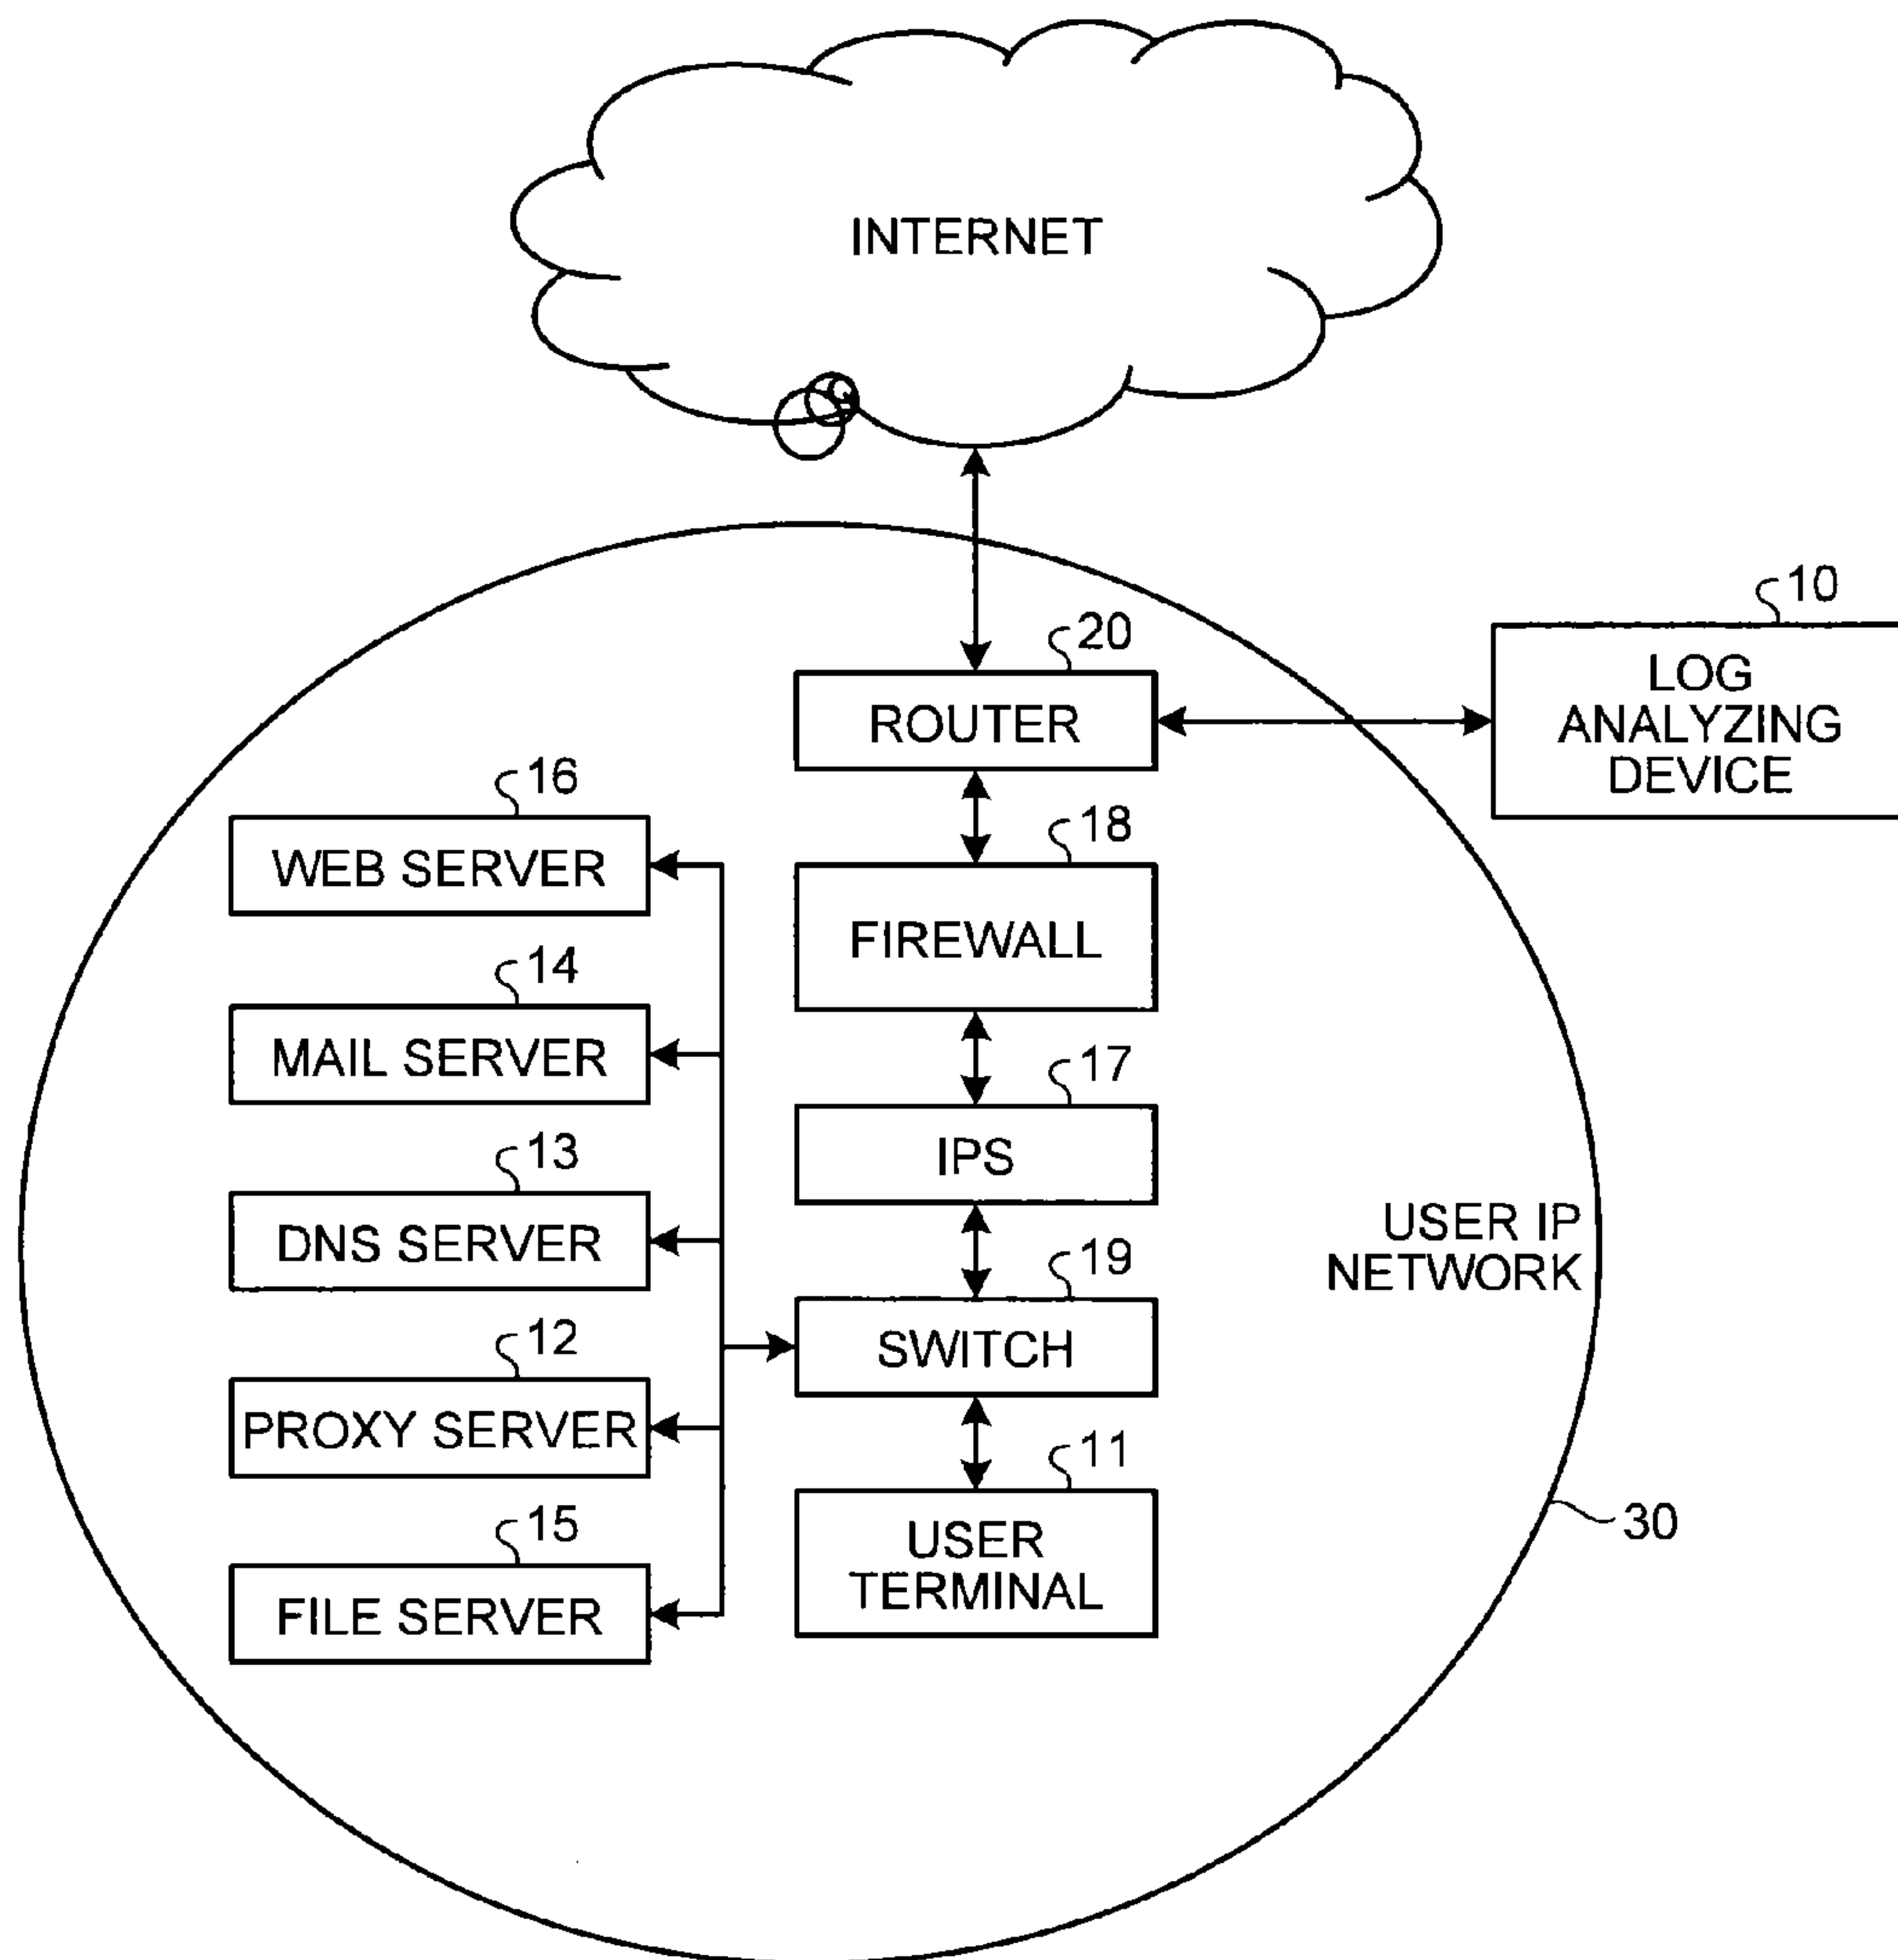 INTERNET
10
LOG
ANALYZING
DEVICE
20
ROUTER
16
WEB SERVER
18
FIREWALL
14
MAIL SERVER
17
IPS
13
DNS SERVER
USER IP
NETWORK
19
SWITCH
12
PROXY SERVER
11
USER
TERMINAL
15
FILE SERVER
30